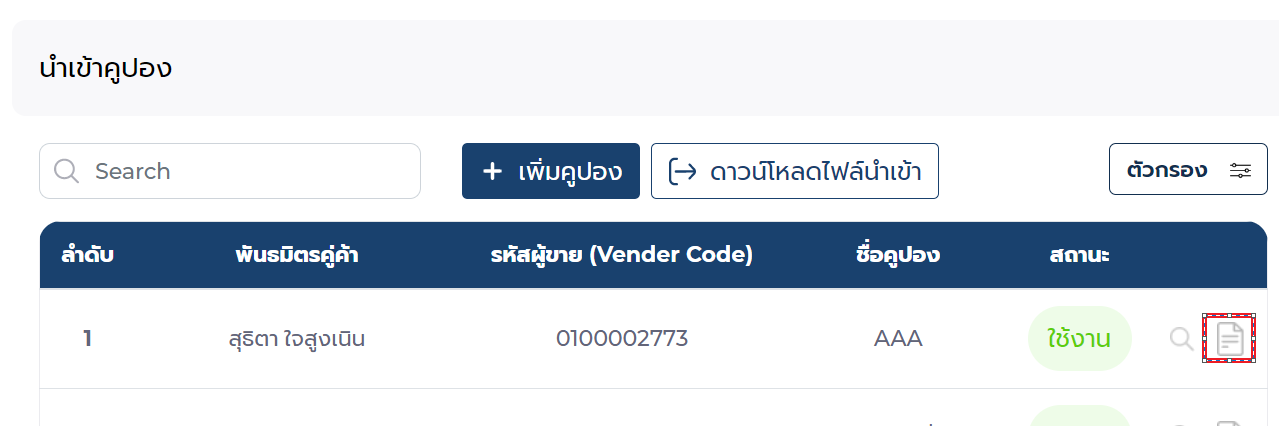 นำเข้าคูปอง
Search
+ เพิ่มคูปอง
ดาวน์โหลดไฟล์นำเข้า
ตัวกรอง
ลำดับ พันธมิตรคู่ค้า รหัสผู้ขาย (Vender Code) ชื่อคูปอง สถานะ
1 สุธิตา ใจสูงเนิน 0100002773 AAA ใช้งาน